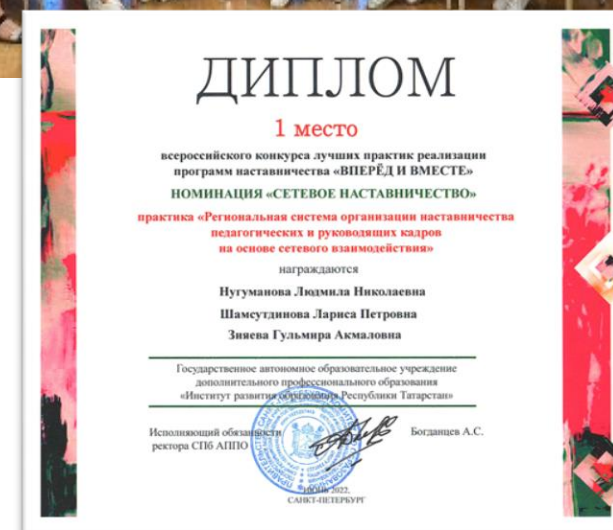 ДИПЛОМ
1 место
всероссийского конкурса лучших практик реализации
программ наставничества «ВПЕРЁД И ВМЕСТЕ»
НОМИНАЦИЯ «СЕТЕВОЕ НАСТАВНИЧЕСТВО»
практика «Региональная система организации наставничества
педагогических и руководящих кадров
на основе сетевого взаимодействия»
награждаются
Нугуманова Людмила Николаевна
Шамсутдинова Лариса Петровна
Зияева Гульмира Акмаловна
Государственное автономное образовательное учреждение
дополнительного профессионального образования
«Институт развития образования Республики Татарстан»
Исполняющий обязанности
ректора СПб АППО
Богданцев А.С.
ИЮНЬ 2022,
САНКТ-ПЕТЕРБУРГ